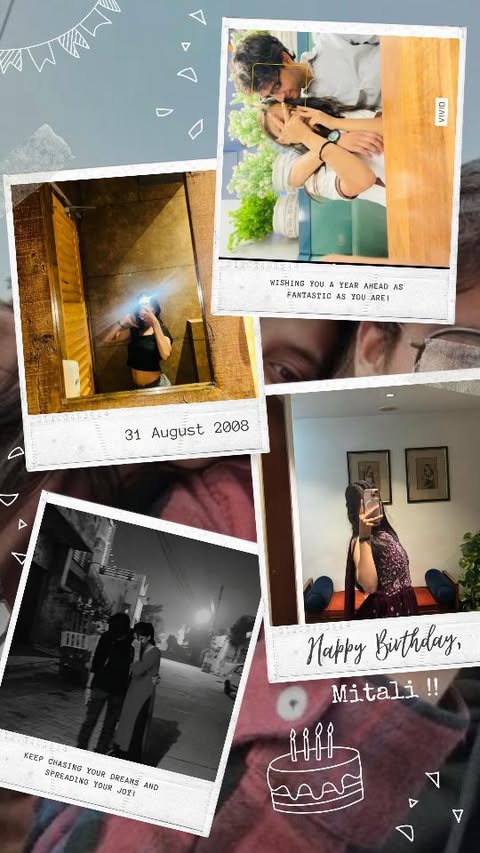 VIVID
WISHING YOU A YEAR AHEAD AS
FANTASTIC AS YOU ARE!
31 August 2008
Happy Birthday,
Mitali !!
KEEP CHASING YOUR DREAMS AND
SPREADING YOUR JOY!